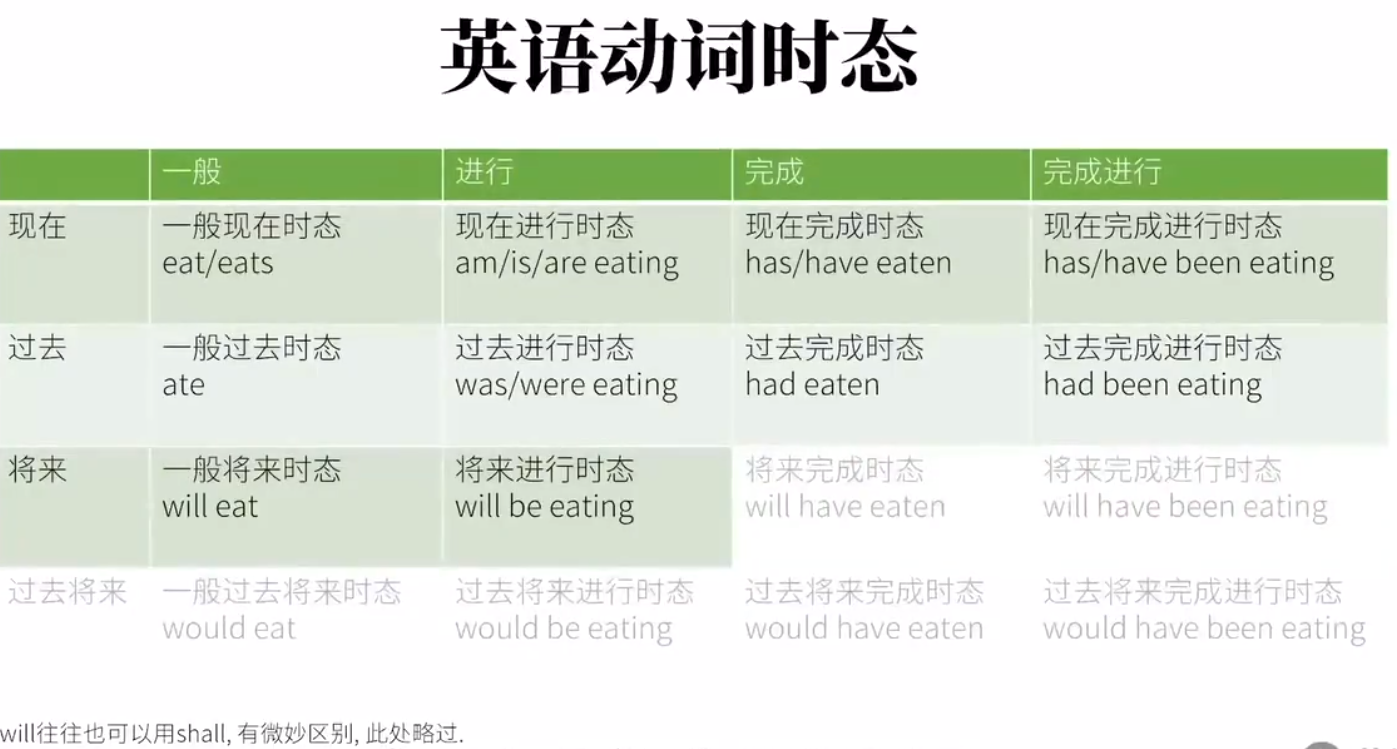 英语动词时态
一般 进行 完成 完成进行
现在 一般现在时态 现在进行时态 现在完成时态 现在完成进行时态
eat/eats am/is/are eating has/have eaten has/have been eating
过去 一般过去时态 过去进行时态 过去完成时态 过去完成进行时态
ate was/were eating had eaten had been eating
将来 一般将来时态 将来进行时态 将来完成时态 将来完成进行时态
will eat will be eating will have eaten will have been eating
过去将来 一般过去将来时态 过去将来进行时态 过去将来完成时态 过去将来完成进行时态
would eat would be eating would have eaten would have been eating
will往往也可以用shall, 有微妙区别, 此处略过.